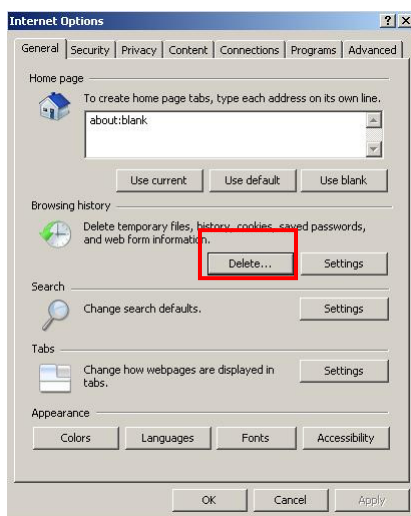 Internet Options ? X
General Security Privacy Content Connections Programs Advanced
Home page
To create home page tabs, type each address on its own line.
about:blank
Use current Use default Use blank
Browsing history
Delete temporary files, history, cookies, saved passwords,
and web form information.
Delete... Settings
Search
Change search defaults. Settings
Tabs
Change how webpages are displayed in
tabs.
Settings
Appearance
Colors Languages Fonts Accessibility
OK Cancel Apply